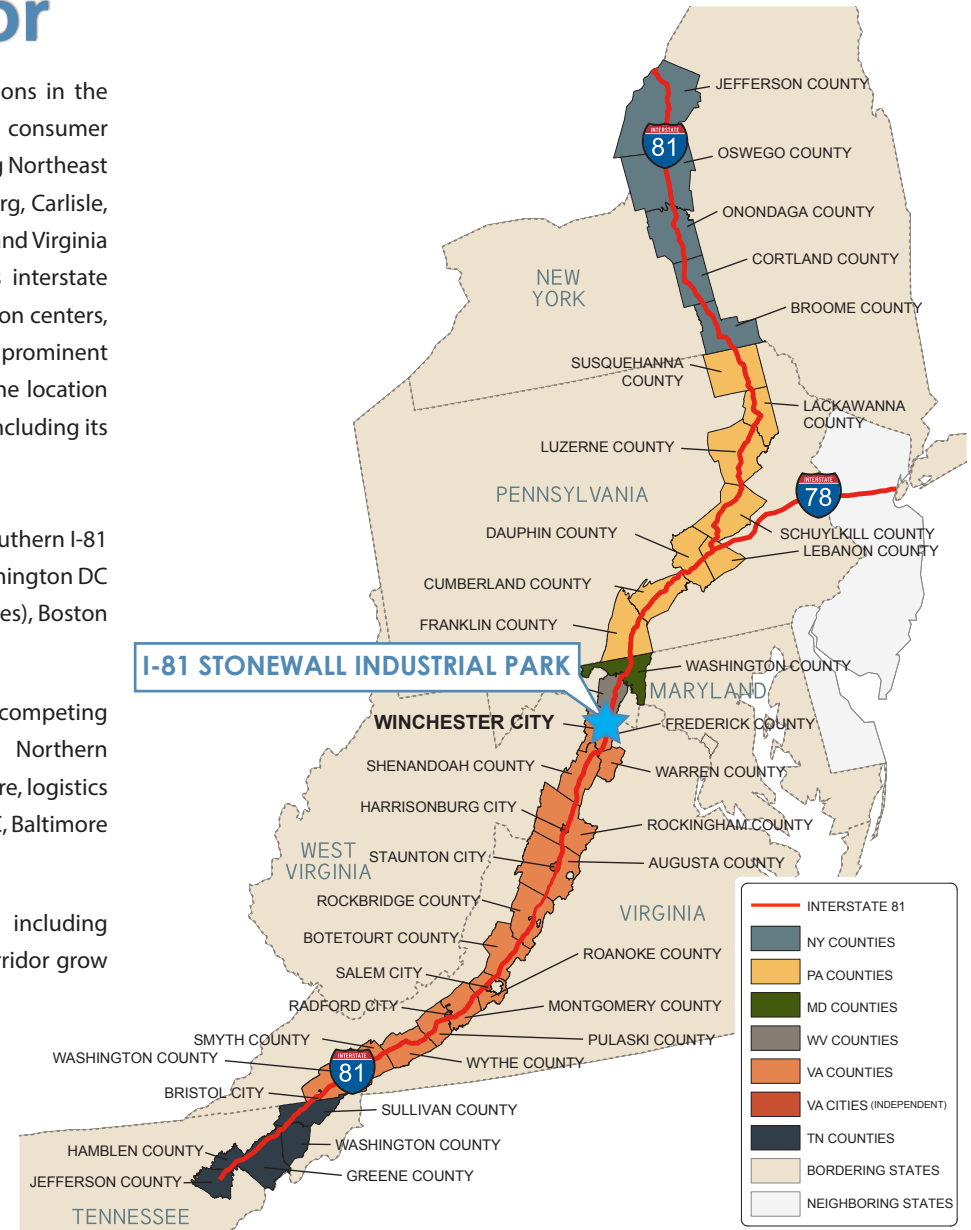 or
ons in the
consumer
g Northeast
rg, Carlisle,
and Virginia
s interstate
on centers,
prominent
ne location
ncluding its
uthern I-81
hington DC
es), Boston
competing
Northern
re, logistics
, Baltimore
including
rridor grow
JEFFERSON COUNTY
INTERSTATE
81
OSWEGO COUNTY
ONONDAGA COUNTY
CORTLAND COUNTY
NEW
YORK
BROOME COUNTY
SUSQUEHANNA
COUNTY
LACKAWANNA
COUNTY
LUZERNE COUNTY
INTERSTATE
78
PENNSYLVANIA
DAUPHIN COUNTY
SCHUYLKILL COUNTY
LEBANON COUNTY
CUMBERLAND COUNTY
FRANKLIN COUNTY
I-81 STONEWALL INDUSTRIAL PARK
WASHINGTON COUNTY
MARYLAND
WINCHESTER CITY
FREDERICK COUNTY
SHENANDOAH COUNTY
WARREN COUNTY
HARRISONBURG CITY
ROCKINGHAM COUNTY
WEST
VIRGINIA
STAUNTON CITY
AUGUSTA COUNTY
ROCKBRIDGE COUNTY
VIRGINIA
BOTETOURT COUNTY
ROANOKE COUNTY
SALEM CITY
RADFORD CITY
MONTGOMERY COUNTY
SMYTH COUNTY
PULASKI COUNTY
WASHINGTON COUNTY
WYTHE COUNTY
INTERSTATE
81
BRISTOL CITY
SULLIVAN COUNTY
HAMBLEN COUNTY
WASHINGTON COUNTY
JEFFERSON COUNTY
GREENE COUNTY
TENNESSEE
INTERSTATE 81
NY COUNTIES
PA COUNTIES
MD COUNTIES
WV COUNTIES
VA COUNTIES
VA CITIES (INDEPENDENT)
TN COUNTIES
BORDERING STATES
NEIGHBORING STATES